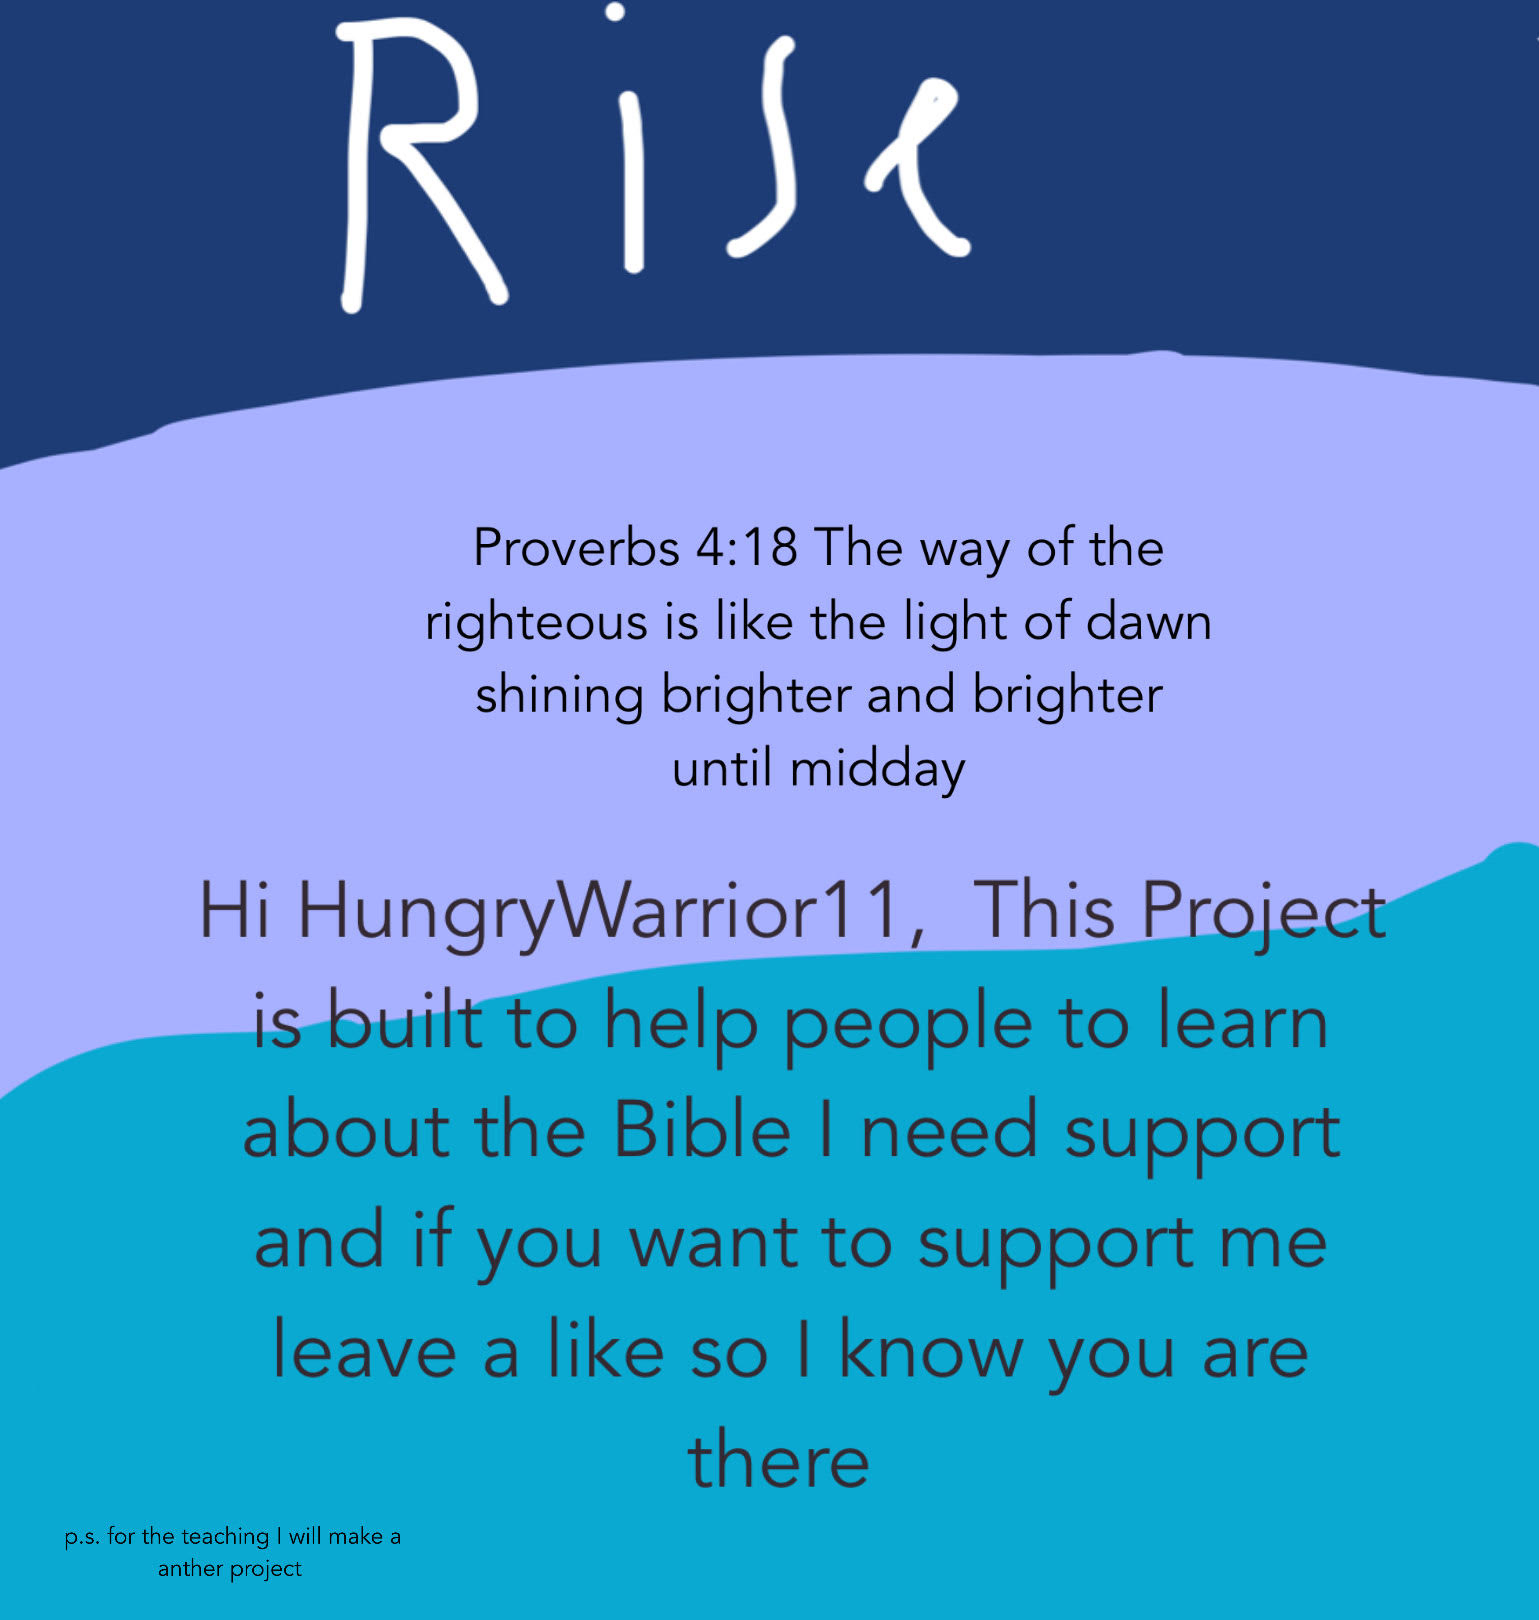 Rise
Proverbs 4:18 The way of the
righteous is like the light of dawn
shining brighter and brighter
until midday
Hi HungryWarrior11,  This Project
is built to help people to learn
about the Bible I need support
and if you want to support me
leave a like so I know you are
there
p.s. for the teaching I will make a
anther project